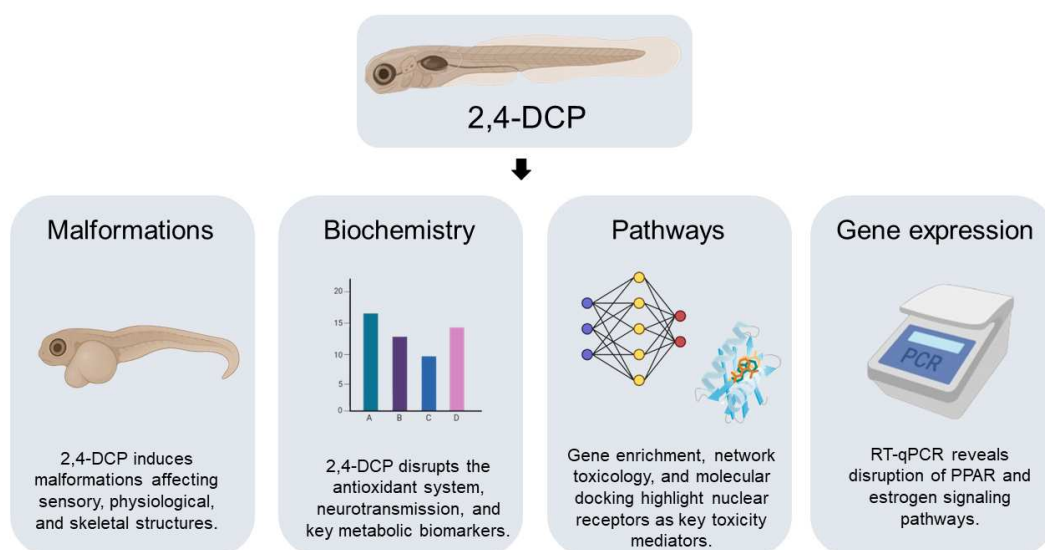 2,4-DCP
Malformations
2,4-DCP induces
malformations affecting
sensory, physiological,
and skeletal structures.
Biochemistry
20
15
10
5
0
A B C D
2,4-DCP disrupts the
antioxidant system,
neurotransmission, and
key metabolic biomarkers.
Pathways
Gene enrichment, network
toxicology, and molecular
docking highlight nuclear
receptors as key toxicity
mediators.
Gene expression
PCR
RT-qPCR reveals
disruption of PPAR and
estrogen signaling
pathways.